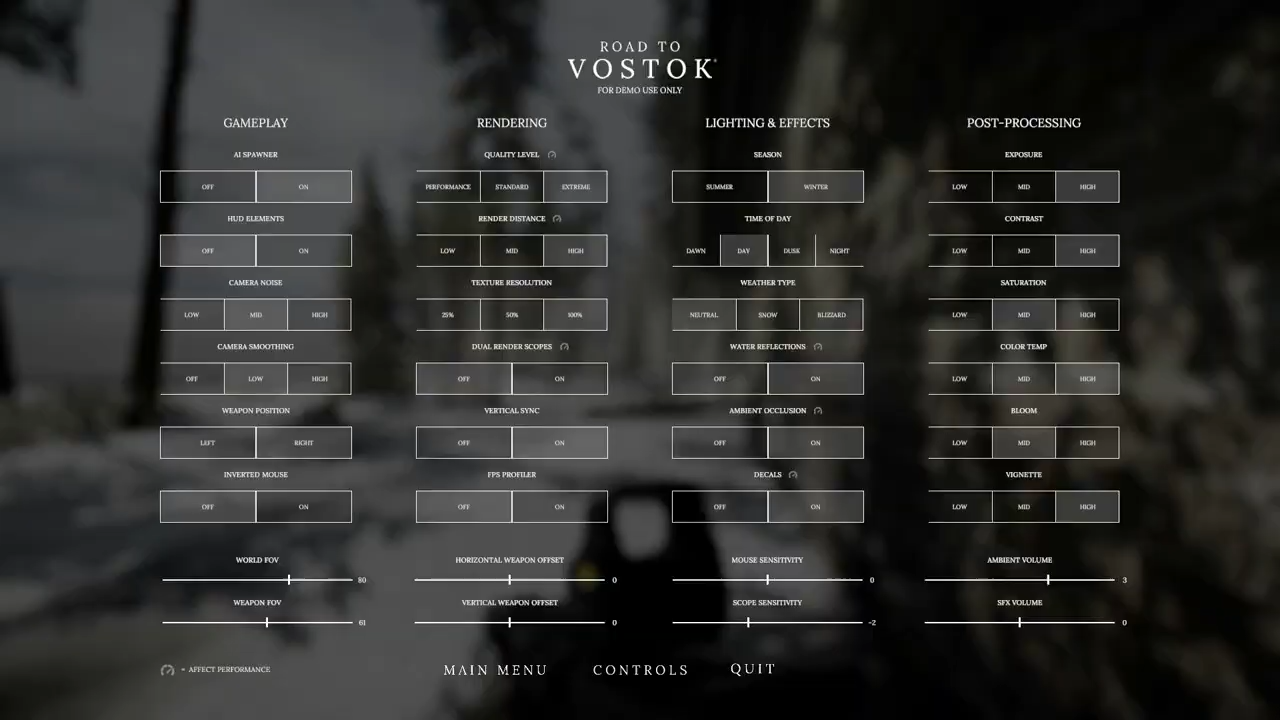 ROAD TO
VOSTOK
FOR DEMO USE ONLY
GAMEPLAY
AI SPAWNER
OFF ON
HUD ELEMENTS
OFF ON
CAMERA NOISE
LOW MID HIGH
CAMERA SMOOTHING
OFF LOW HIGH
WEAPON POSITION
LEFT RIGHT
INVERTED MOUSE
OFF ON
WORLD FOV
80
WEAPON FOV
61
RENDERING
QUALITY LEVEL
PERFORMANCE STANDARD EXTREME
RENDER DISTANCE
LOW MID HIGH
TEXTURE RESOLUTION
25% 50% 100%
DUAL RENDER SCOPES
OFF ON
VERTICAL SYNC
OFF ON
FPS PROFILER
OFF ON
HORIZONTAL WEAPON OFFSET
0
VERTICAL WEAPON OFFSET
0
LIGHTING & EFFECTS
SEASON
SUMMER WINTER
TIME OF DAY
DAWN DAY DUSK NIGHT
WEATHER TYPE
NEUTRAL SNOW BLIZZARD
WATER REFLECTIONS
OFF ON
AMBIENT OCCLUSION
OFF ON
DECALS
OFF ON
MOUSE SENSITIVITY
0
SCOPE SENSITIVITY
-2
POST-PROCESSING
EXPOSURE
LOW MID HIGH
CONTRAST
LOW MID HIGH
SATURATION
LOW MID HIGH
COLOR TEMP
LOW MID HIGH
BLOOM
LOW MID HIGH
VIGNETTE
LOW MID HIGH
AMBIENT VOLUME
3
SFX VOLUME
0
= AFFECT PERFORMANCE
MAIN MENU CONTROLS QUIT